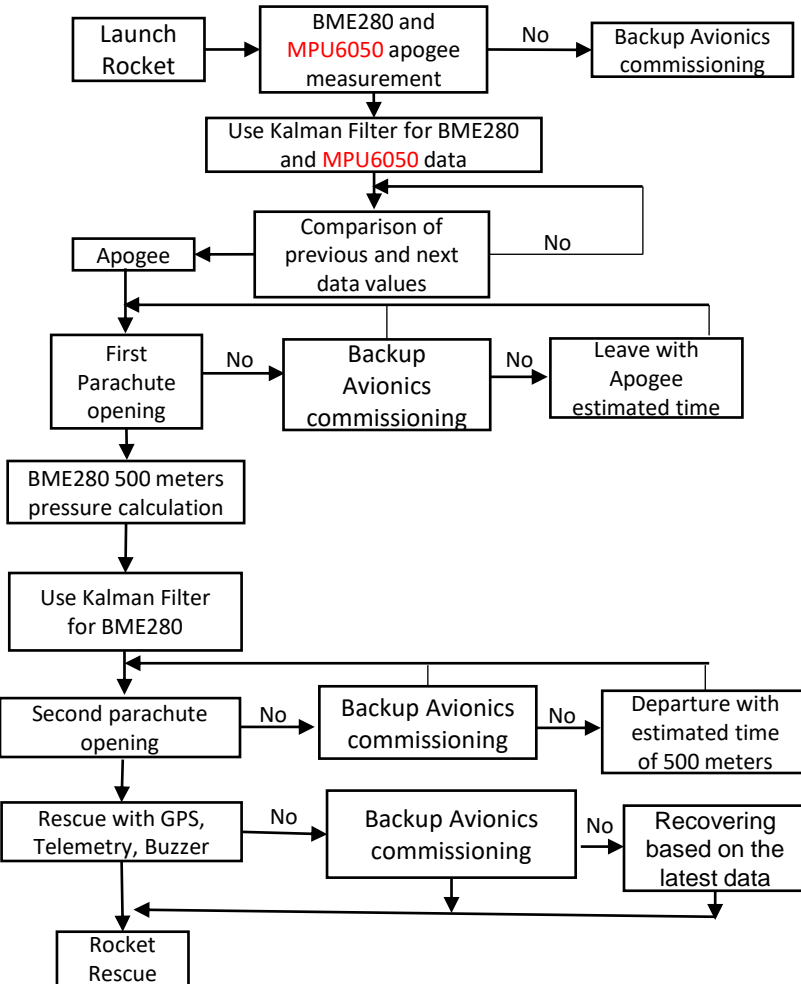 Launch
Rocket
BME280 and
MPU6050 apogee
measurement
No
Backup Avionics
commissioning
Use Kalman Filter for BME280
and MPU6050 data
Comparison of
previous and next
data values
No
Apogee
First
Parachute
opening
No
Backup
Avionics
commissioning
No
Leave with
Apogee
estimated time
BME280 500 meters
pressure calculation
Use Kalman Filter
for BME280
Second parachute
opening
No
Backup Avionics
commissioning
No
Departure with
estimated time
of 500 meters
Rescue with GPS,
Telemetry, Buzzer
No
Backup Avionics
commissioning
No
Recovering
based on the
latest data
Rocket
Rescue